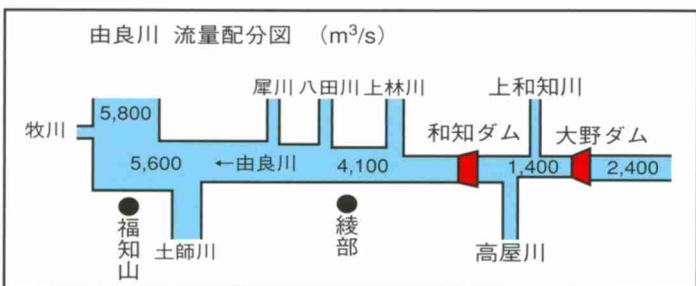 由良川 流量配分図 (m³/s)
犀川 八田川 上林川 上和知川
5,800
牧川
和知ダム 大野ダム
5,600 ←由良川 4,100 1,400 2,400
福知山
土師川
綾部
高屋川